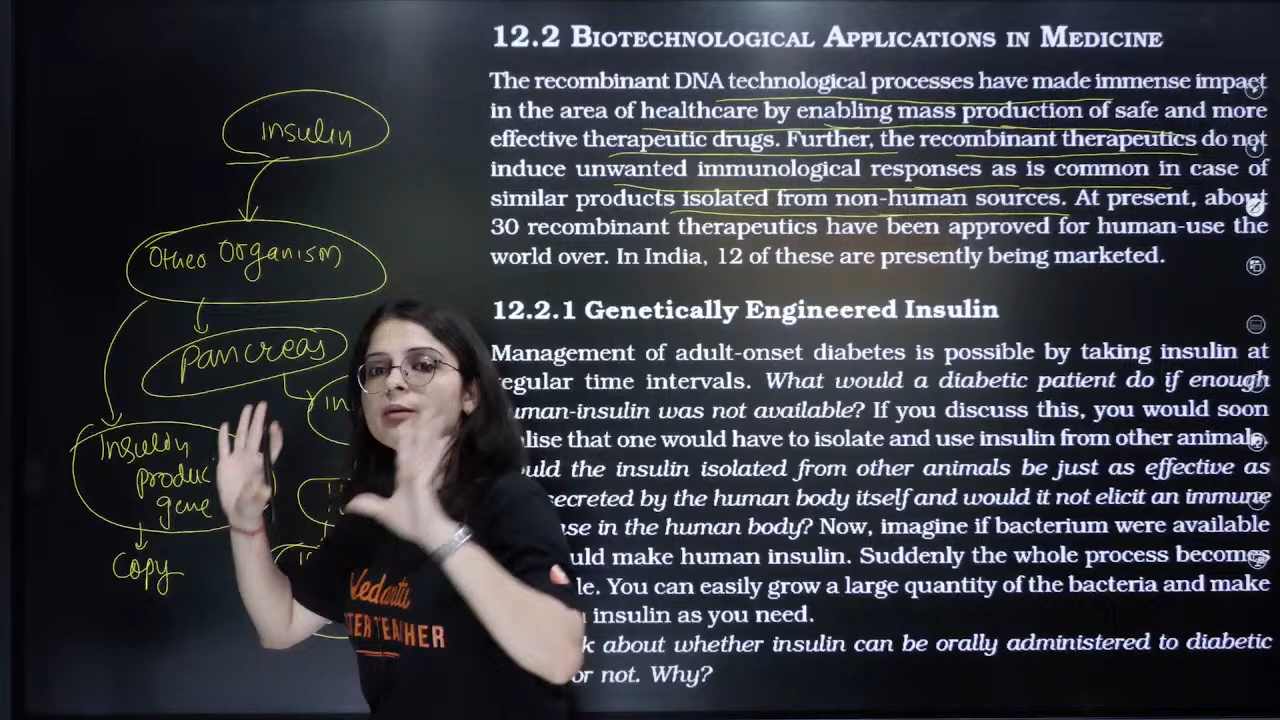 insulin
Other Organism
Pancreas
in
Insulin
produc
gene
Copy
12.2 BIOTECHNOLOGICAL APPLICATIONS IN MEDICINE
The recombinant DNA technological processes have made immense impact
in the area of healthcare by enabling mass production of safe and more
effective therapeutic drugs. Further, the recombinant therapeutics do not
induce unwanted immunological responses as is common in case of
similar products isolated from non-human sources. At present, about
30 recombinant therapeutics have been approved for human-use the
world over. In India, 12 of these are presently being marketed.
12.2.1 Genetically Engineered Insulin
Management of adult-onset diabetes is possible by taking insulin at
regular time intervals. What would a diabetic patient do if enough
human-insulin was not available? If you discuss this, you would soon
alise that one would have to isolate and use insulin from other animals.
ould the insulin isolated from other animals be just as effective as
secreted by the human body itself and would it not elicit an immune
use in the human body? Now, imagine if bacterium were available
uld make human insulin. Suddenly the whole process becomes
le. You can easily grow a large quantity of the bacteria and make
insulin as you need.
k about whether insulin can be orally administered to diabetic
or not. Why?
Vedantu
TER TEACHER